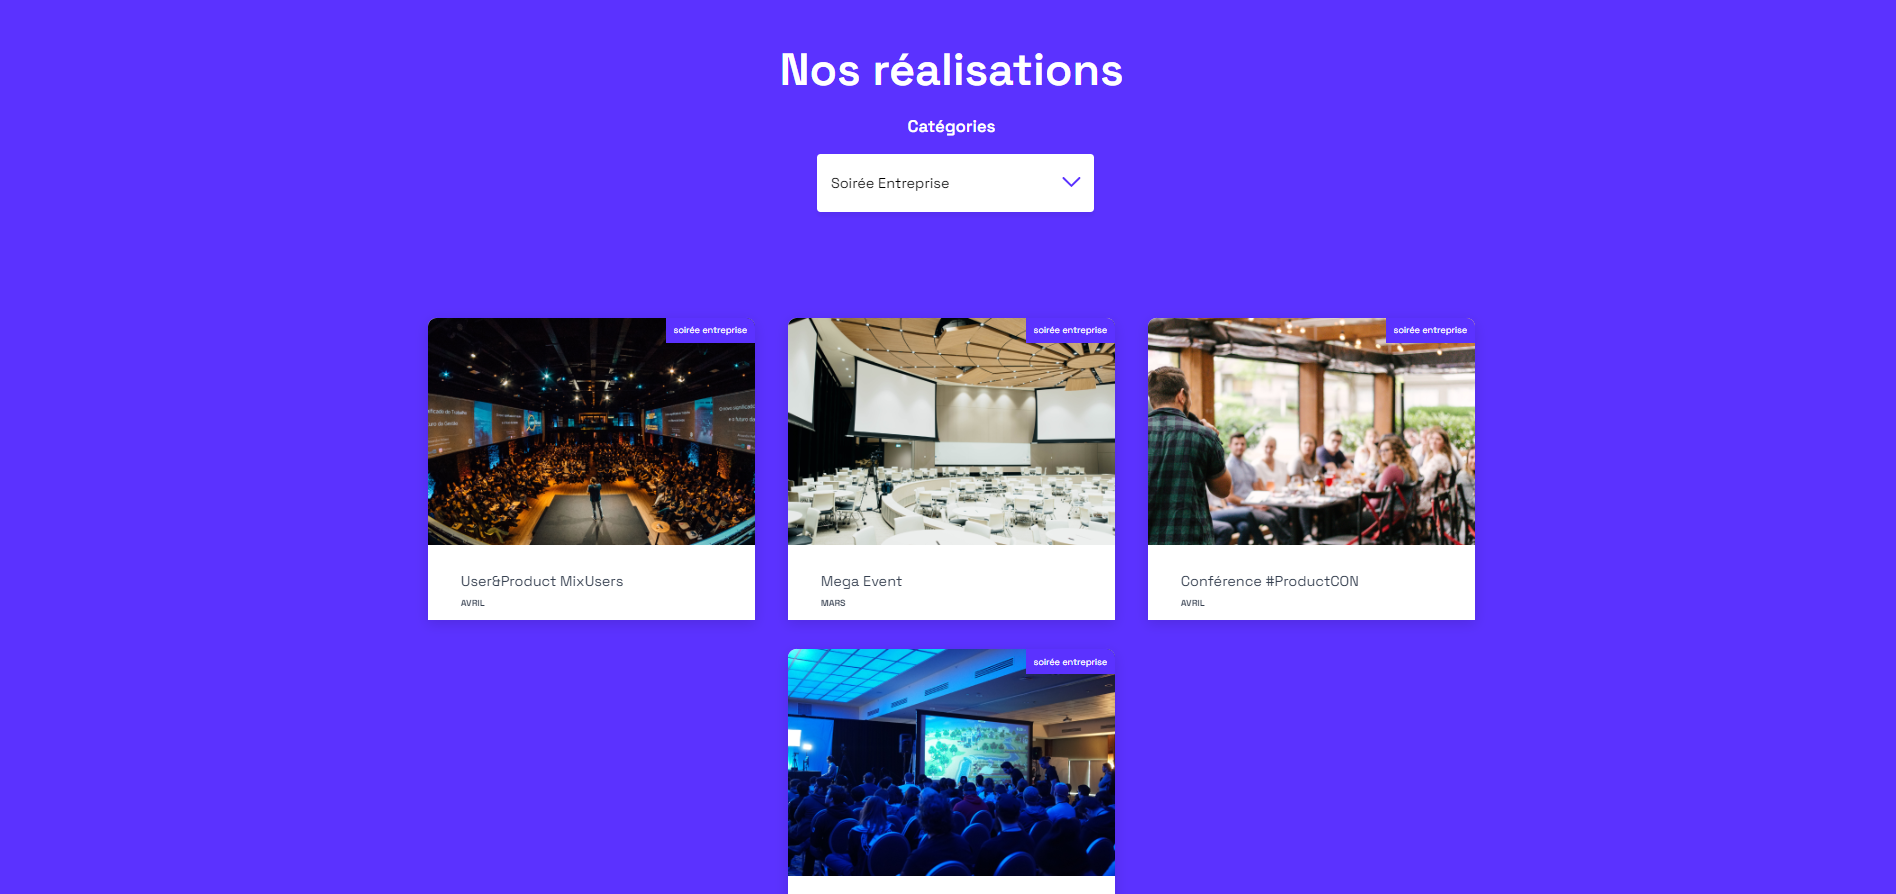 Nos réalisations
Catégories
Soirée Entreprise
soirée entreprise
soirée entreprise
soirée entreprise
User&Product MixUsers
AVRIL
Mega Event
MARS
Conférence #ProductCON
AVRIL
soirée entreprise